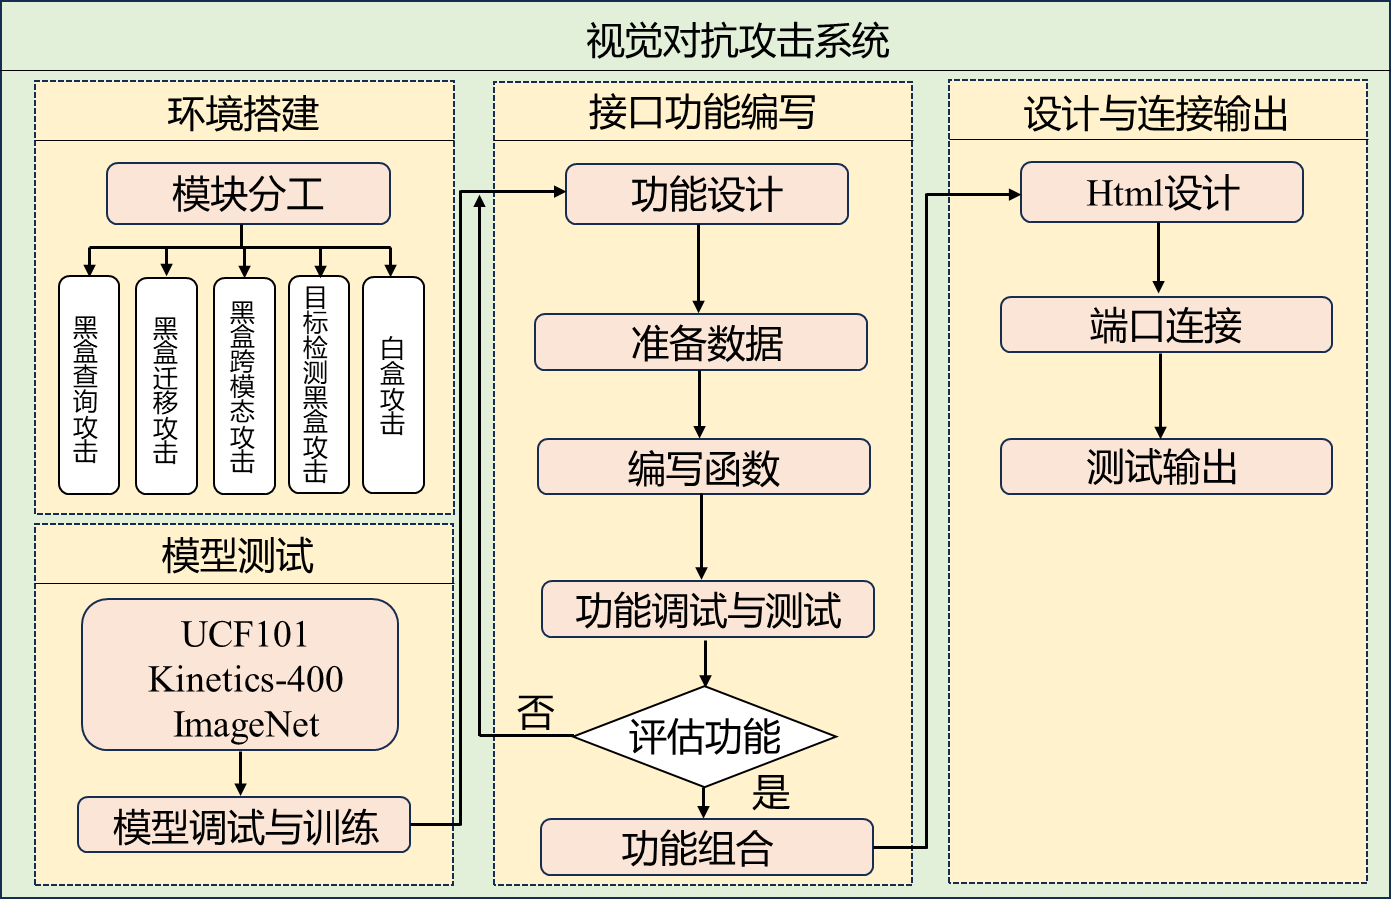 视觉对抗攻击系统
环境搭建
模块分工
黑盒查询攻击
黑盒迁移攻击
黑盒跨模态攻击
目标检测黑盒攻击
白盒攻击
模型测试
UCF101
Kinetics-400
ImageNet
模型调试与训练
接口功能编写
功能设计
准备数据
编写函数
功能调试与测试
评估功能
否
是
功能组合
设计与连接输出
Html设计
端口连接
测试输出